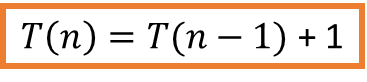 T(n) = T(n − 1) + 1